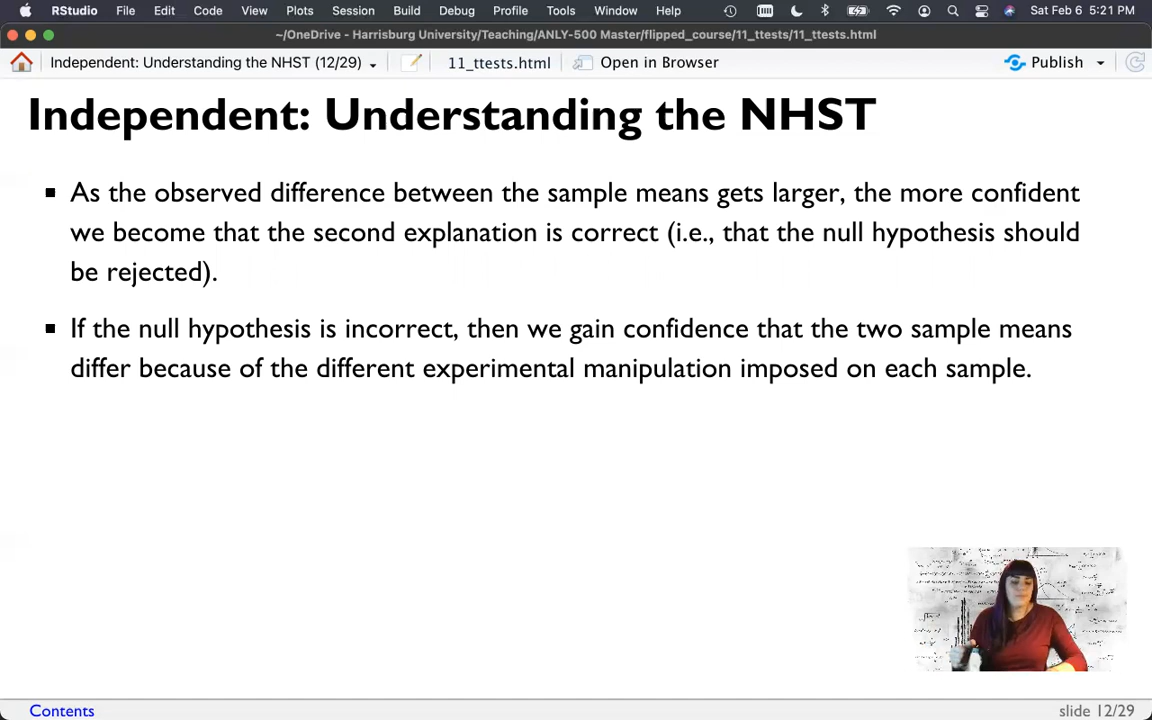 RStudio File Edit Code View Plots Session Build Debug Profile Tools Window Help Sat Feb 6 5:21 PM
~/OneDrive - Harrisburg University/Teaching/ANLY-500 Master/flipped_course/11_ttests/11_ttests.html
Independent: Understanding the NHST (12/29) 11_ttests.html Open in Browser Publish
Independent: Understanding the NHST
As the observed difference between the sample means gets larger, the more confident
we become that the second explanation is correct (i.e., that the null hypothesis should
be rejected).
If the null hypothesis is incorrect, then we gain confidence that the two sample means
differ because of the different experimental manipulation imposed on each sample.
Contents slide 12/29